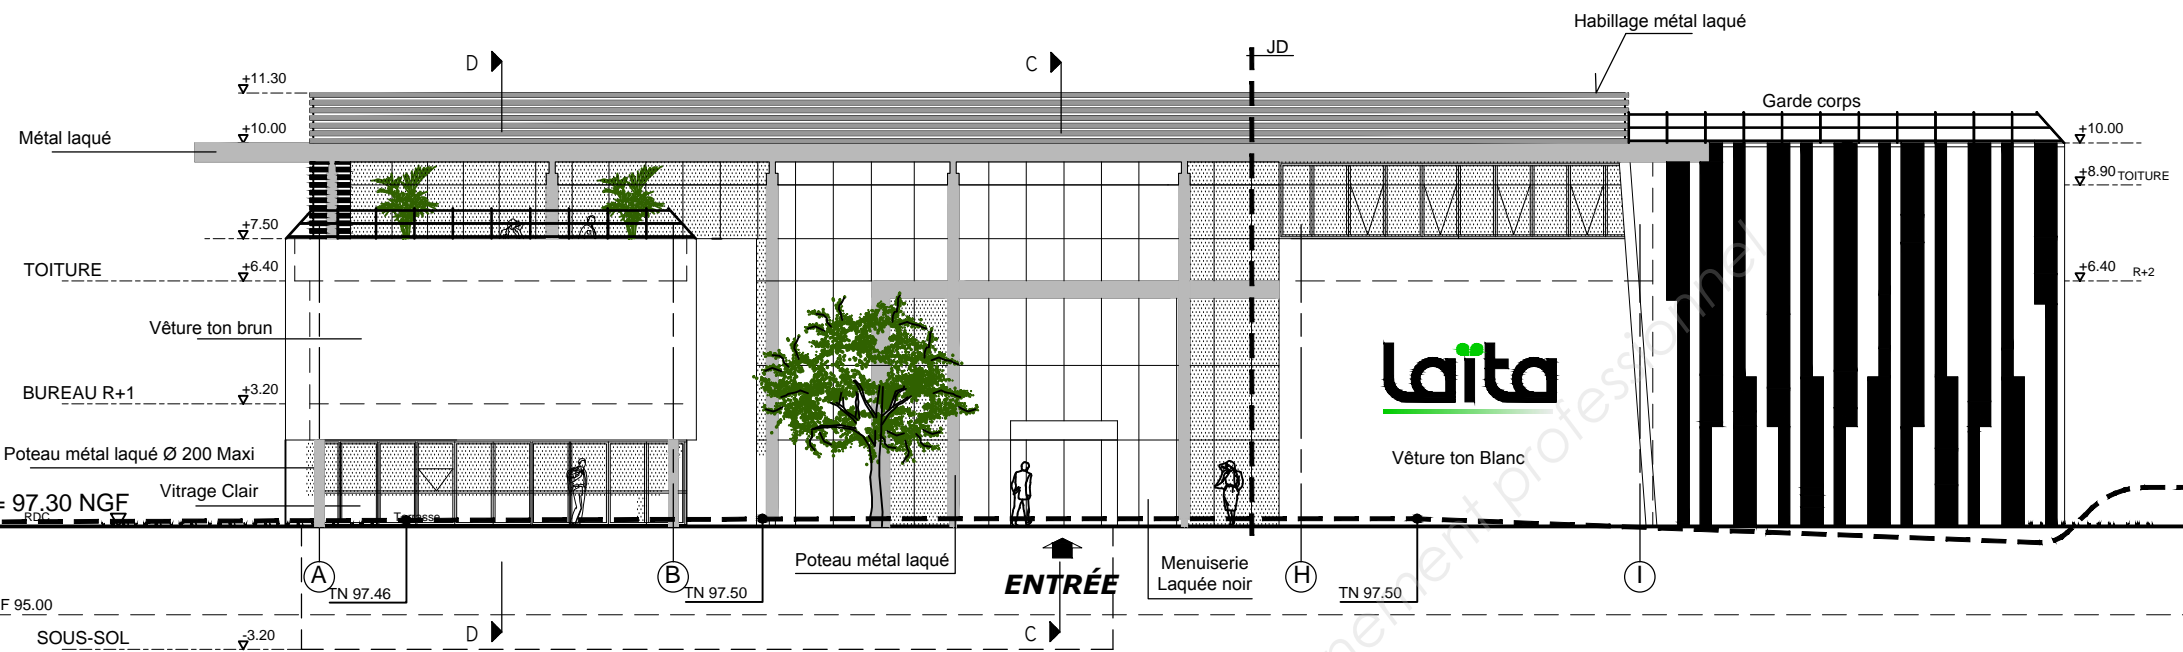 Habillage métal laqué
D
C
JD
+11.30
Garde corps
Métal laqué
+10.00
+10.00
+8.90 TOITURE
+7.50
TOITURE
+6.40
+6.40 R+2
Vêture ton brun
laïta
BUREAU R+1
+3.20
Poteau métal laqué Ø 200 Maxi
Vêture ton Blanc
Vitrage Clair
= 97.30 NGF
RDC
Terrasse
Poteau métal laqué
ENTRÉE
Menuiserie
Laquée noir
A
B
H
I
TN 97.46
TN 97.50
TN 97.50
F 95.00
SOUS-SOL
-3.20
D
C
nement professionnel